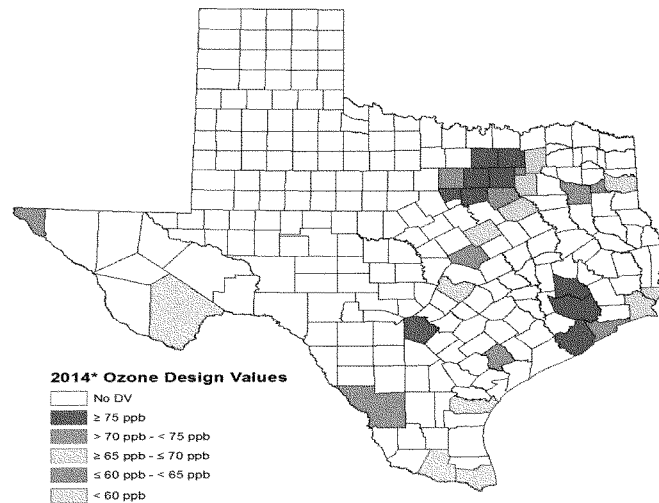 2014* Ozone Design Values
No DV
≥ 75 ppb
> 70 ppb - < 75 ppb
≥ 65 ppb - ≤ 70 ppb
≤ 60 ppb - < 65 ppb
< 60 ppb